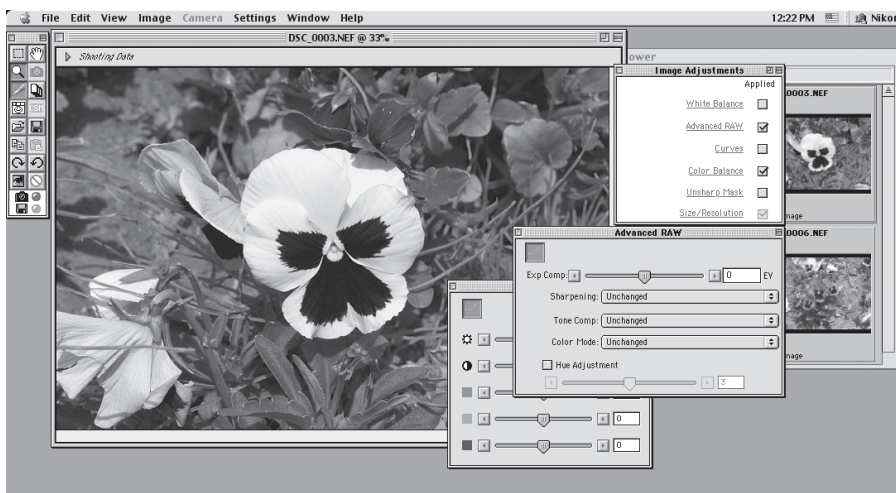 File Edit View Image Camera Settings Window Help
12:22 PM
Nikon
DSC_0003.NEF @ 33%
Shooting Data
ower
Image Adjustments
Applied
White Balance
Advanced RAW
Curves
Color Balance
Unsharp Mask
Size/Resolution
0003.NEF
mage
0006.NEF
mage
Advanced RAW
Exp Comp: 0 EV
Sharpening: Unchanged
Tone Comp: Unchanged
Color Mode: Unchanged
Hue Adjustment
3
0
0